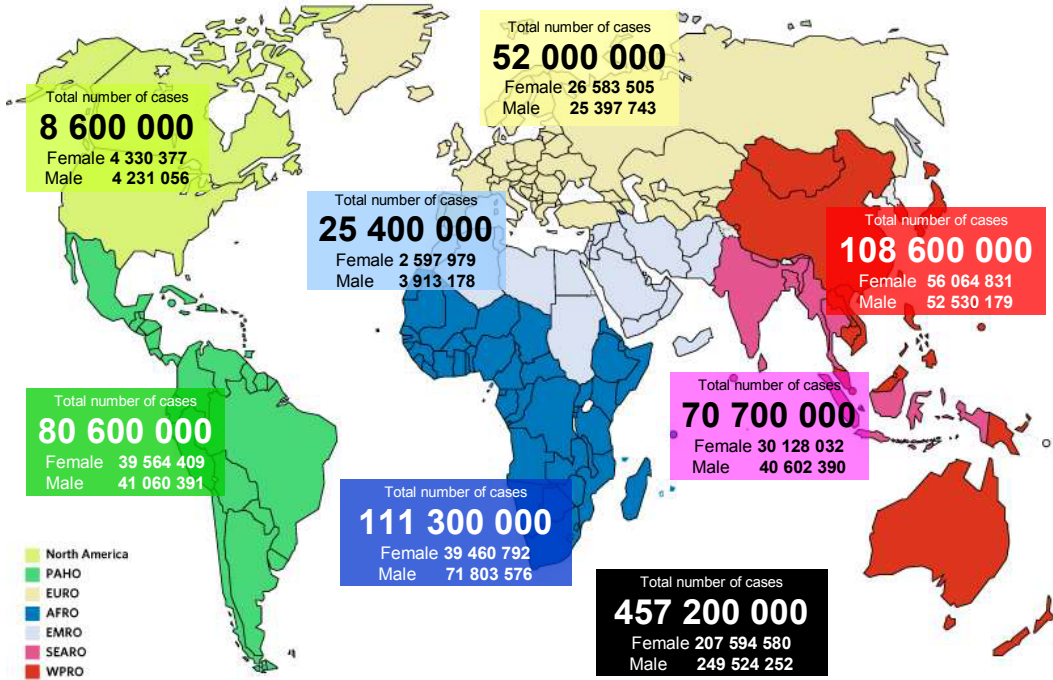 Total number of cases
8 600 000
Female 4 330 377
Male 4 231 056
Total number of cases
52 000 000
Female 26 583 505
Male 25 397 743
Total number of cases
25 400 000
Female 2 597 979
Male 3 913 178
Total number of cases
108 600 000
Female 56 064 831
Male 52 530 179
Total number of cases
80 600 000
Female 39 564 409
Male 41 060 391
Total number of cases
70 700 000
Female 30 128 032
Male 40 602 390
Total number of cases
111 300 000
Female 39 460 792
Male 71 803 576
Total number of cases
457 200 000
Female 207 594 580
Male 249 524 252
North America
PAHO
EURO
AFRO
EMRO
SEARO
WPRO